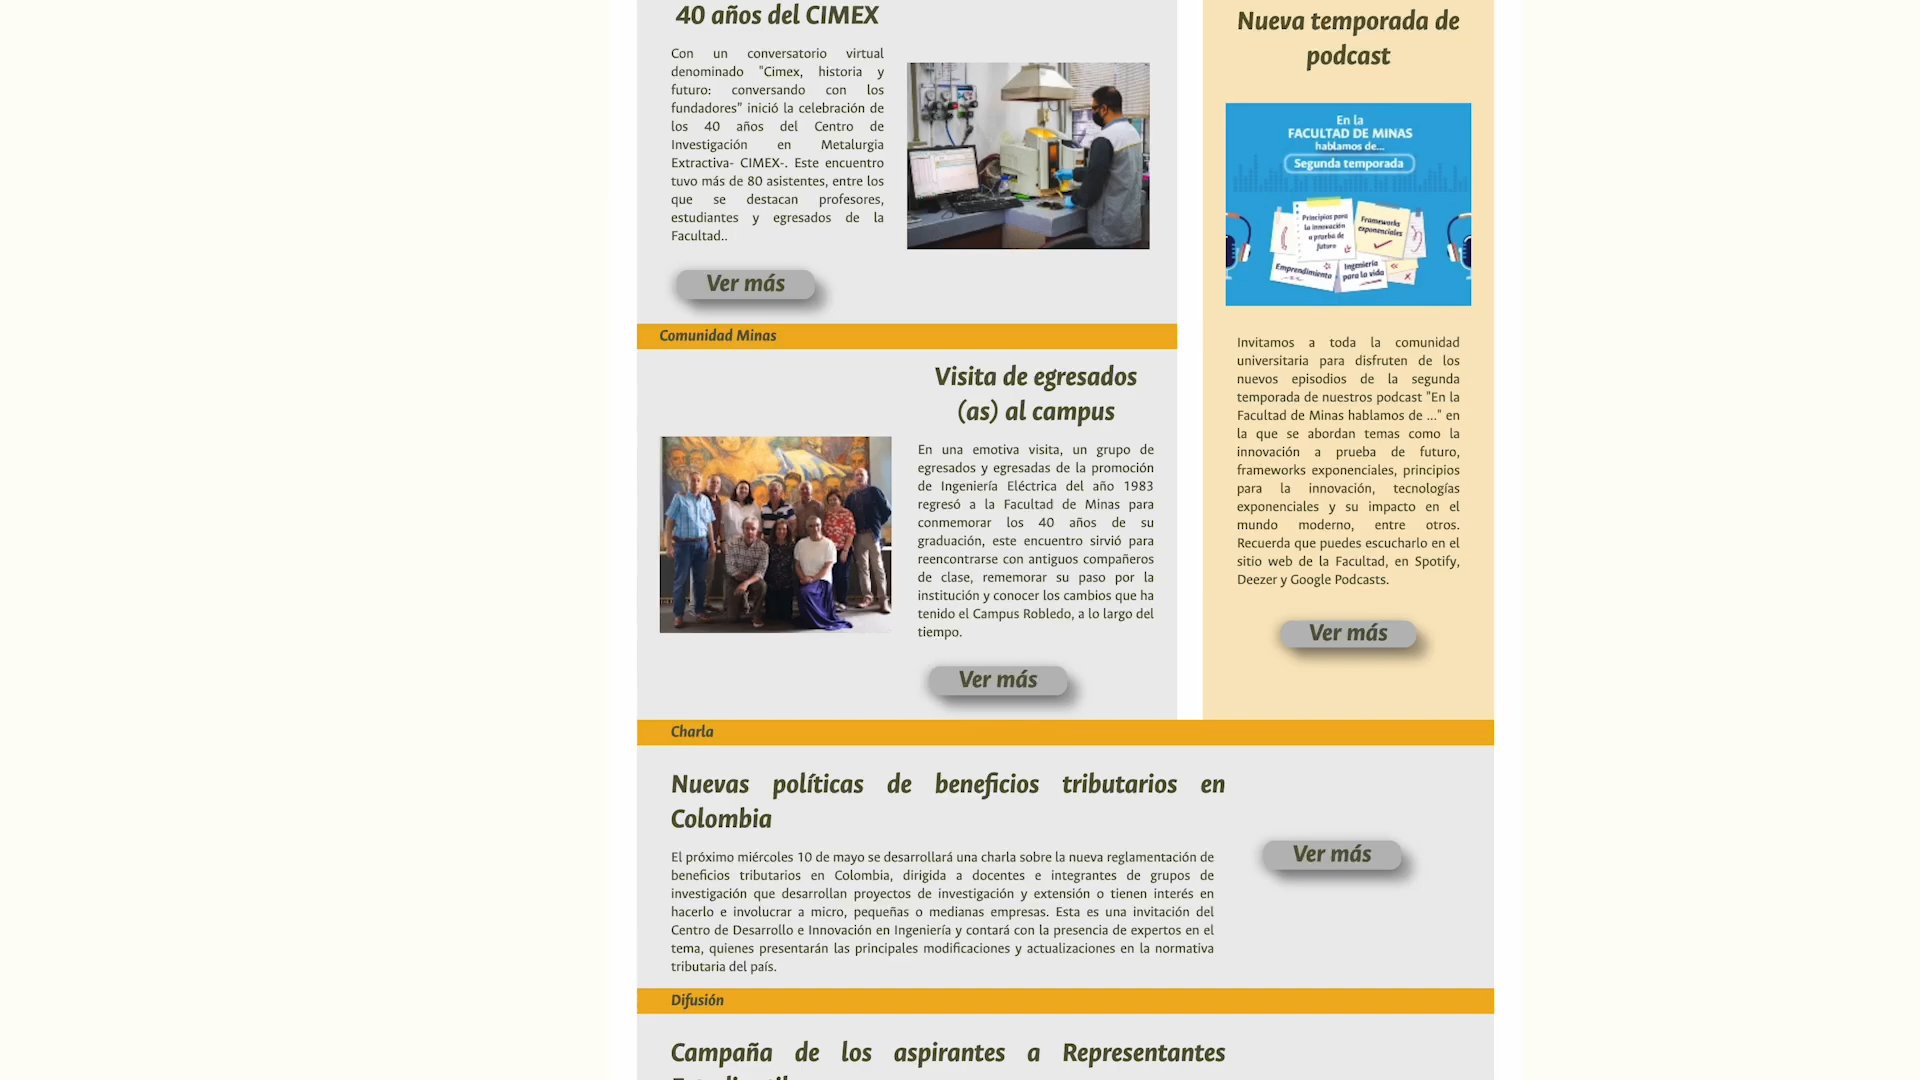 40 años del CIMEX
Con un conversatorio virtual
denominado "Cimex, historia y
futuro: conversando con los
fundadores" inició la celebración de
los 40 años del Centro de
Investigación en Metalurgia
Extractiva- CIMEX-. Este encuentro
tuvo más de 80 asistentes, entre los
que se destacan profesores,
estudiantes y egresados de la
Facultad..
Ver más
Comunidad Minas
Visita de egresados
(as) al campus
En una emotiva visita, un grupo de
egresados y egresadas de la promoción
de Ingeniería Eléctrica del año 1983
regresó a la Facultad de Minas para
conmemorar los 40 años de su
graduación, este encuentro sirvió para
reencontrarse con antiguos compañeros
de clase, rememorar su paso por la
institución y conocer los cambios que ha
tenido el Campus Robledo, a lo largo del
tiempo.
Ver más
Nueva temporada de
podcast
En la
FACULTAD DE MINAS
hablamos de...
Segunda temporada
Principios para
la innovación
a prueba de
futuro
Frameworks
exponenciales
Emprendimiento
Ingeniería
para la vida
Invitamos a toda la comunidad
universitaria para disfruten de los
nuevos episodios de la segunda
temporada de nuestros podcast "En la
Facultad de Minas hablamos de ..." en
la que se abordan temas como la
innovación a prueba de futuro,
frameworks exponenciales, principios
para la innovación, tecnologías
exponenciales y su impacto en el
mundo moderno, entre otros.
Recuerda que puedes escucharlo en el
sitio web de la Facultad, en Spotify,
Deezer y Google Podcasts.
Ver más
Charla
Nuevas políticas de beneficios tributarios en
Colombia
El próximo miércoles 10 de mayo se desarrollará una charla sobre la nueva reglamentación de
beneficios tributarios en Colombia, dirigida a docentes e integrantes de grupos de
investigación que desarrollan proyectos de investigación y extensión o tienen interés en
hacerlo e involucrar a micro, pequeñas o medianas empresas. Esta es una invitación del
Centro de Desarrollo e Innovación en Ingeniería y contará con la presencia de expertos en el
tema, quienes presentarán las principales modificaciones y actualizaciones en la normativa
tributaria del país.
Ver más
Difusión
Campaña de los aspirantes a Representantes